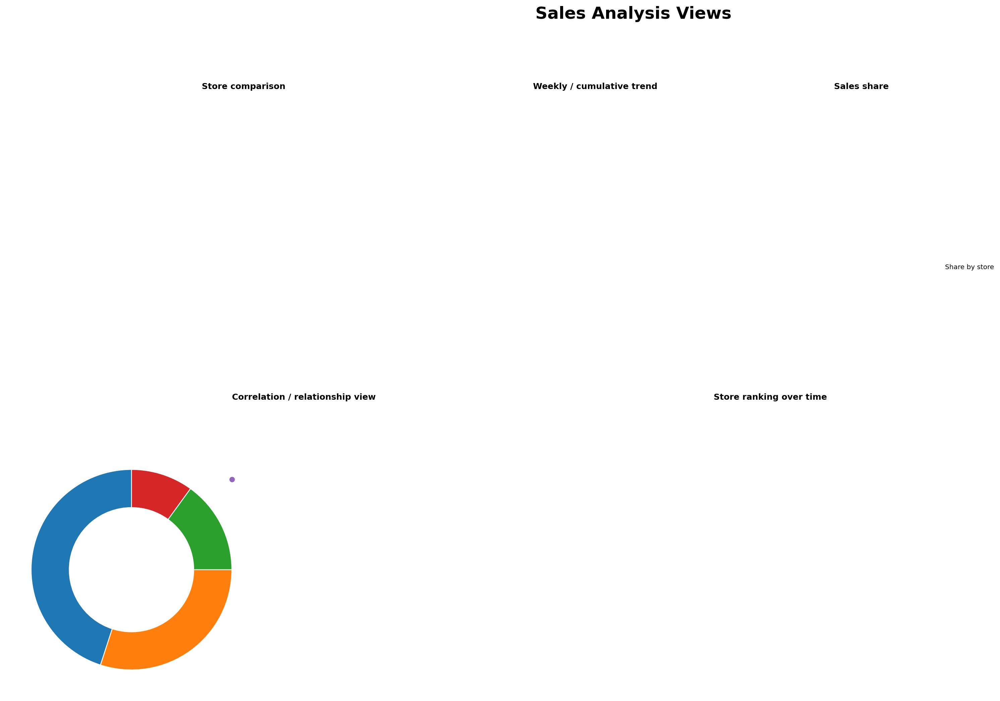 Sales Analysis Views
Store comparison
Weekly / cumulative trend
Sales share
Share by store
Correlation / relationship view
Store ranking over time